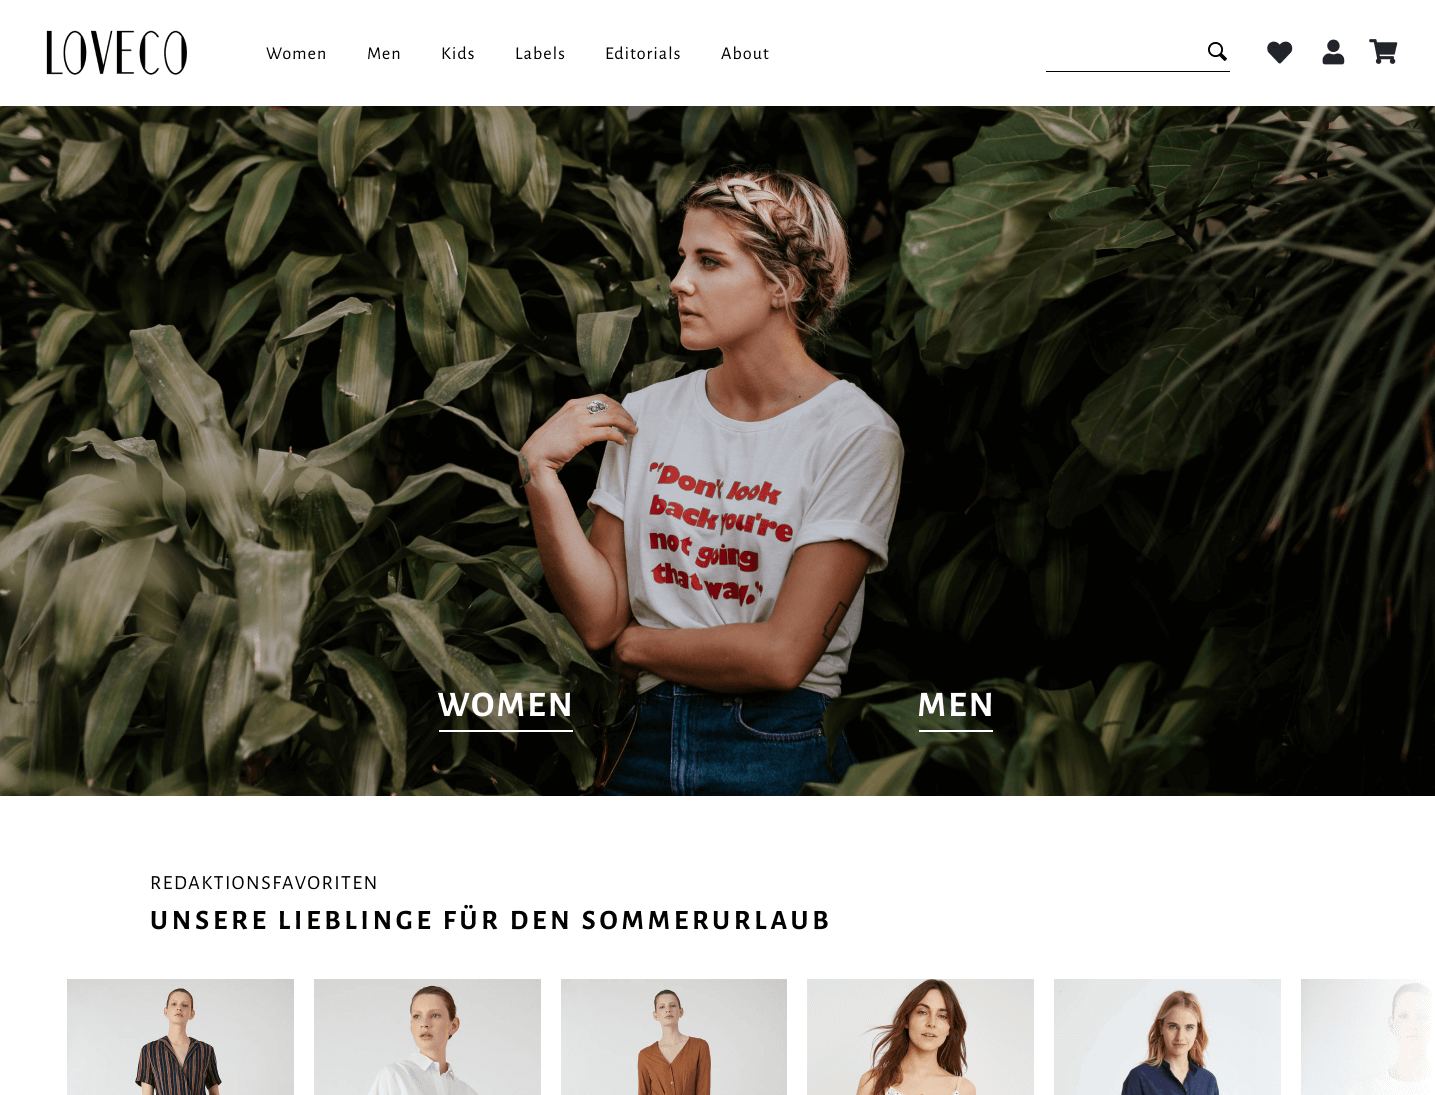 LOVECO
Women Men Kids Labels Editorials About
"Don't look
back you're
not going
that way."
WOMEN MEN
REDAKTIONSFAVORITEN
UNSERE LIEBLINGE FÜR DEN SOMMERURLAUB